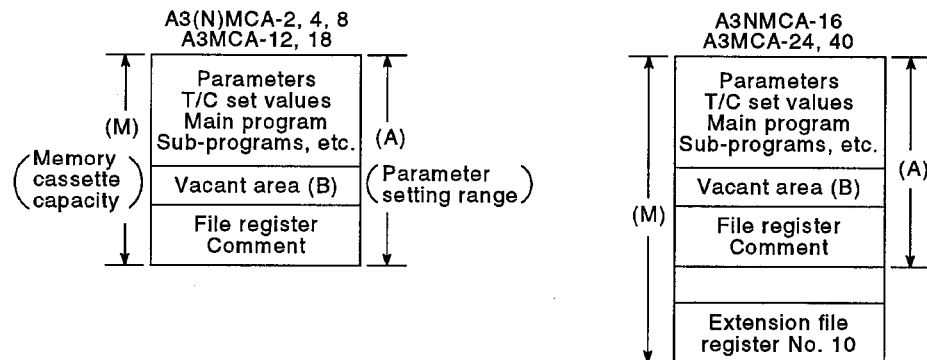 A3(N)MCA-2, 4, 8
A3MCA-12, 18
Parameters
T/C set values
Main program
Sub-programs, etc.
(M)
(A)
(Memory
cassette
capacity)
Vacant area (B)
(Parameter
setting range)
File register
Comment
A3NMCA-16
A3MCA-24, 40
Parameters
T/C set values
Main program
Sub-programs, etc.
(A)
Vacant area (B)
(M)
File register
Comment
Extension file
register No. 10